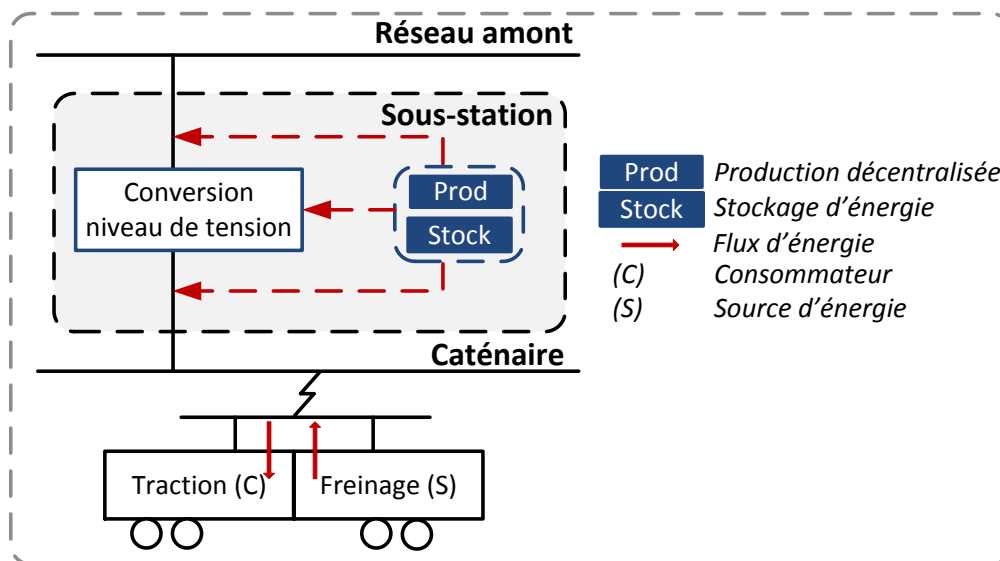 Réseau amont
Sous-station
Conversion
niveau de tension
Prod
Stock
Caténaire
Traction (C)
Freinage (S)
Prod Production décentralisée
Stock Stockage d'énergie
Flux d'énergie
(C) Consommateur
(S) Source d'énergie